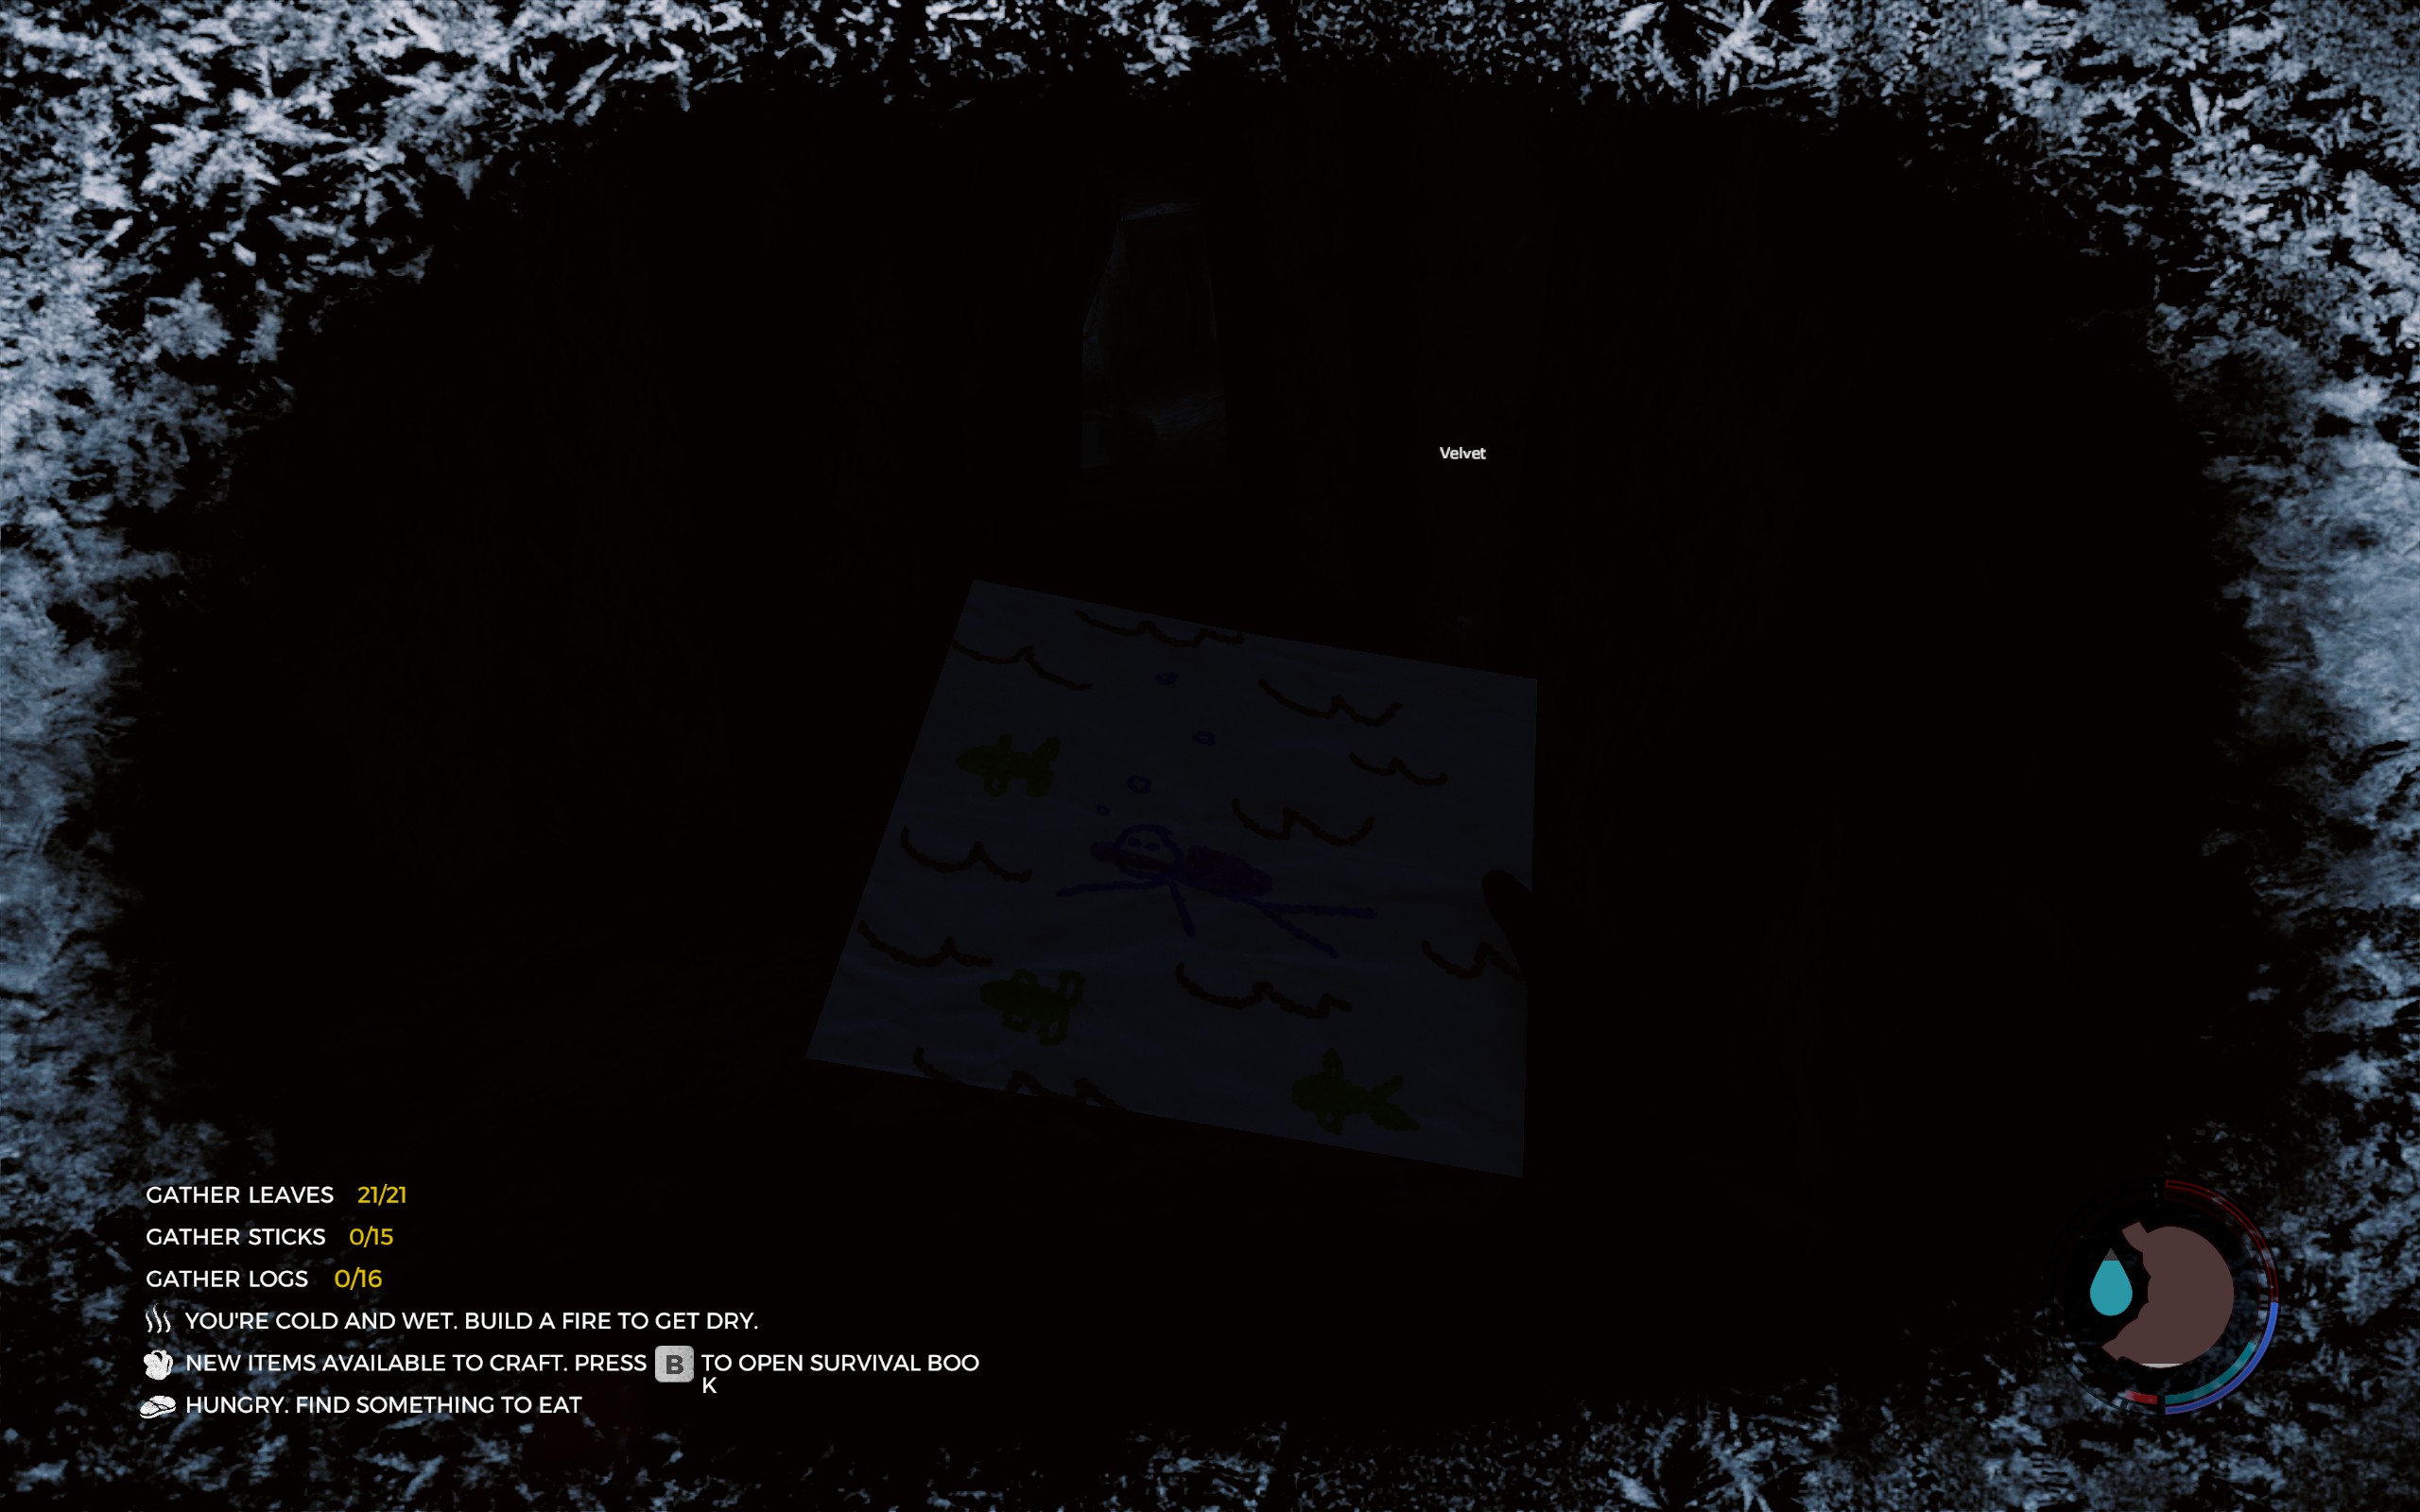 Velvet
GATHER LEAVES 21/21
GATHER STICKS 0/15
GATHER LOGS 0/16
YOU'RE COLD AND WET. BUILD A FIRE TO GET DRY.
NEW ITEMS AVAILABLE TO CRAFT. PRESS B TO OPEN SURVIVAL BOO
K
HUNGRY. FIND SOMETHING TO EAT